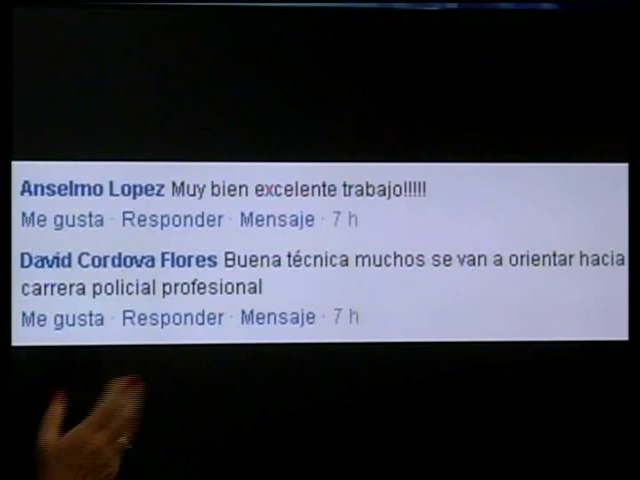 Anselmo Lopez Muy bien excelente trabajo!!!!!
Me gusta · Responder · Mensaje · 7 h
David Cordova Flores Buena técnica muchos se van a orientar hacia
carrera policial profesional
Me gusta · Responder · Mensaje · 7 h